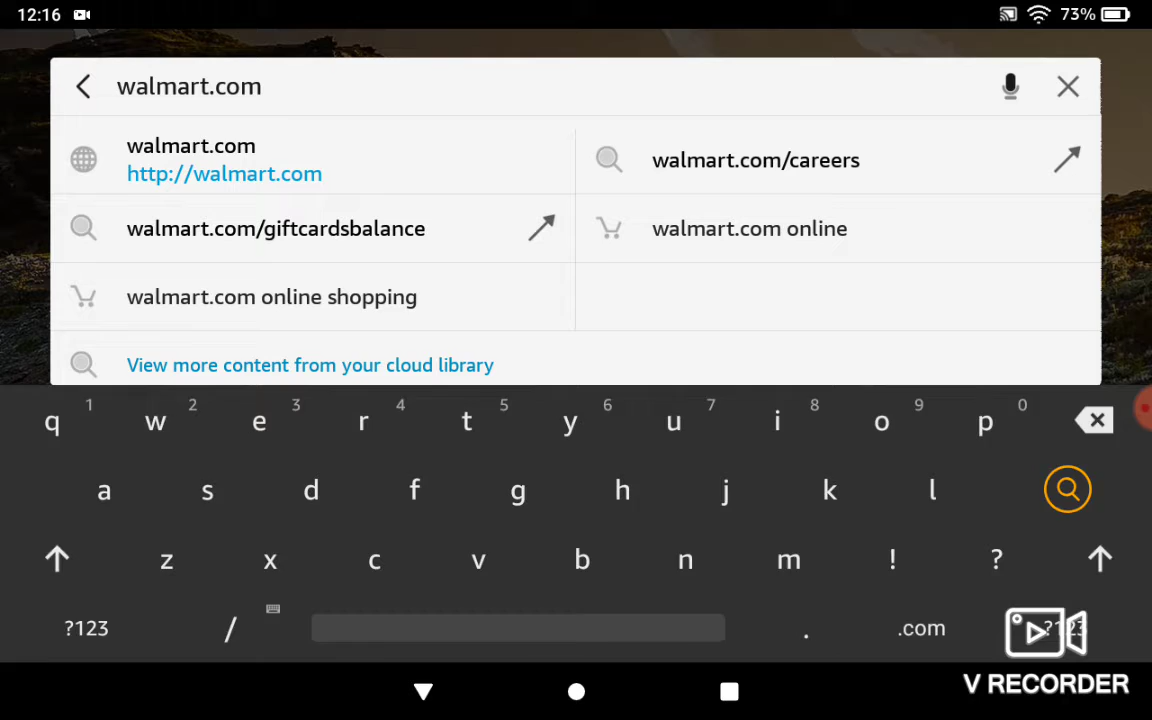 12:16
73%
walmart.com
walmart.com
http://walmart.com
walmart.com/careers
walmart.com/giftcardsbalance
walmart.com online
walmart.com online shopping
View more content from your cloud library
1 2 3 4 5 6 7 8 9 0
q w e r t y u i o p
a s d f g h j k l
z x c v b n m ! ?
?123 / . .com ?123
V RECORDER